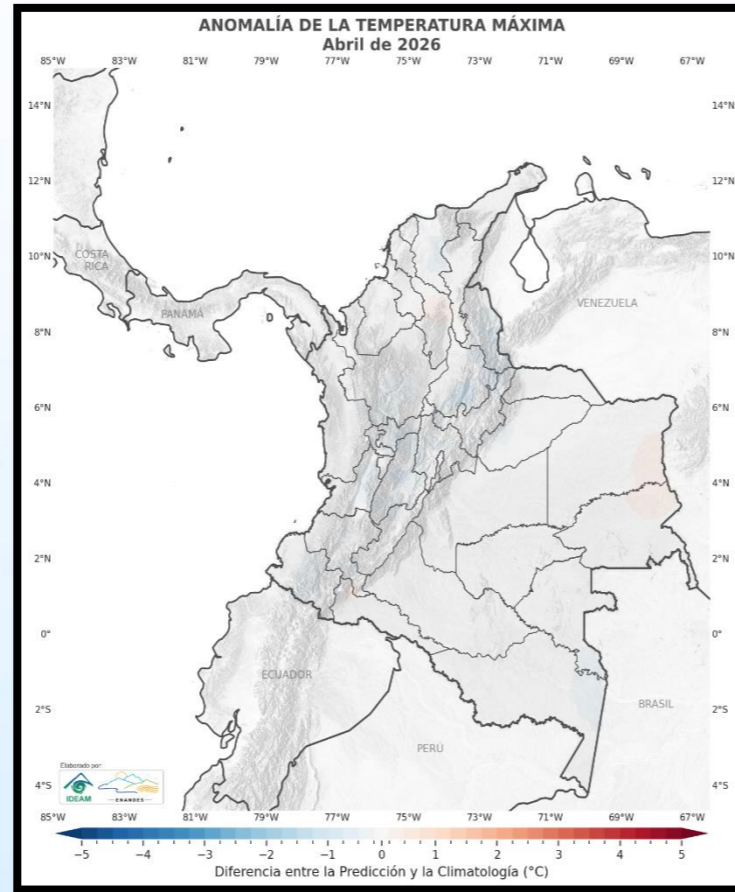 ANOMALÍA DE LA TEMPERATURA MÁXIMA
Abril de 2026
85°W 83°W 81°W 79°W 77°W 75°W 73°W 71°W 69°W 67°W
14°N 14°N
12°N 12°N
10°N 10°N
COSTA
RICA
PANAMÁ
VENEZUELA
8°N 8°N
6°N 6°N
4°N 4°N
2°N 2°N
0° 0°
ECUADOR
BRASIL
2°S 2°S
PERÚ
Elaborado por:
IDEAM
ENANDES
4°S 4°S
85°W 83°W 81°W 79°W 77°W 75°W 73°W 71°W 69°W 67°W
−5 −4 −3 −2 −1 0 1 2 3 4 5
Diferencia entre la Predicción y la Climatología (°C)